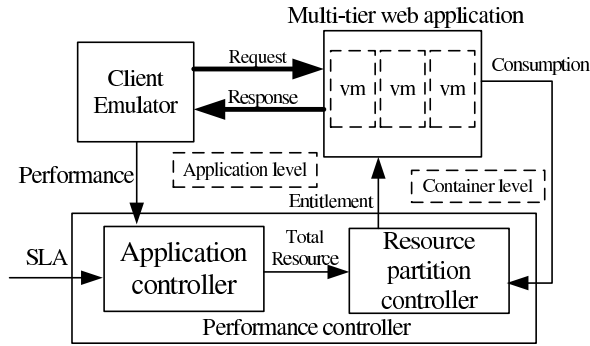 Multi-tier web application
Client
Emulator
Request
Response
vm
vm
vm
Consumption
Performance
Application level
Container level
Entitlement
SLA
Application
controller
Total
Resource
Resource
partition
controller
Performance controller